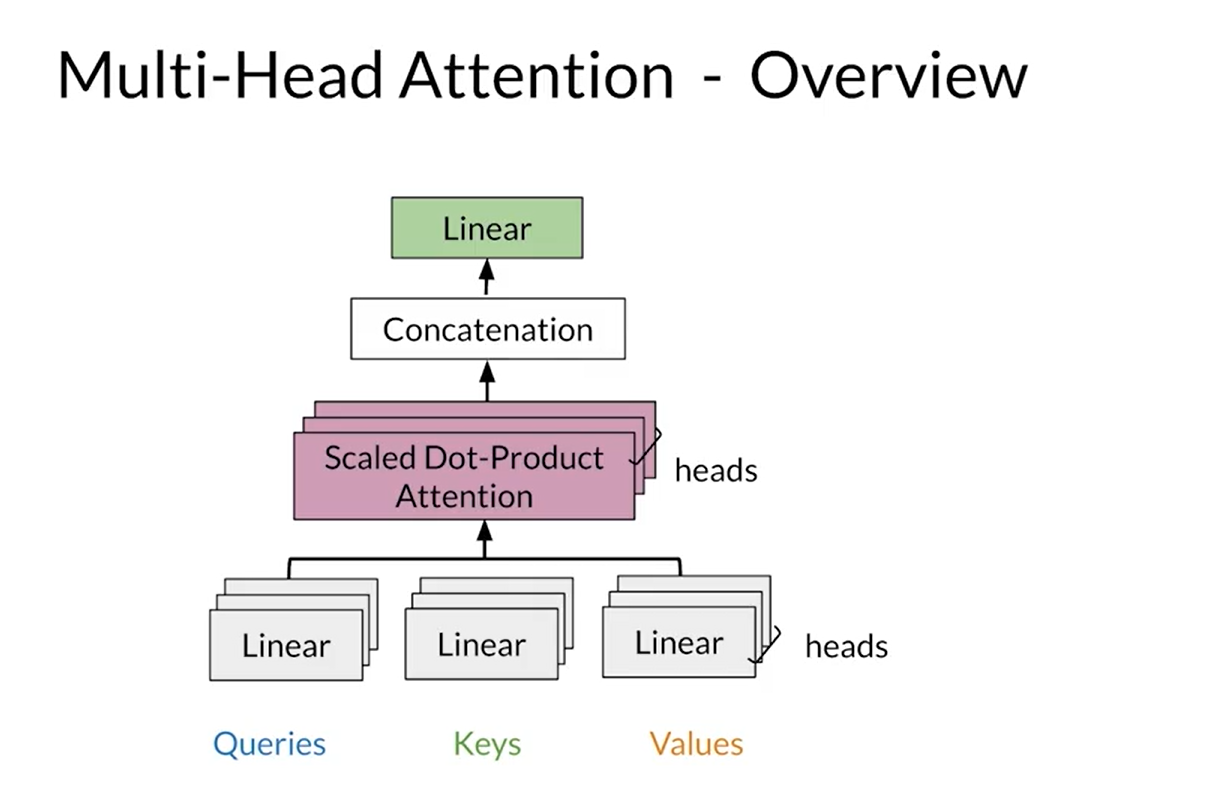 Multi-Head Attention - Overview
Linear
Concatenation
Scaled Dot-Product
Attention
heads
Linear
Linear
Linear
heads
Queries
Keys
Values